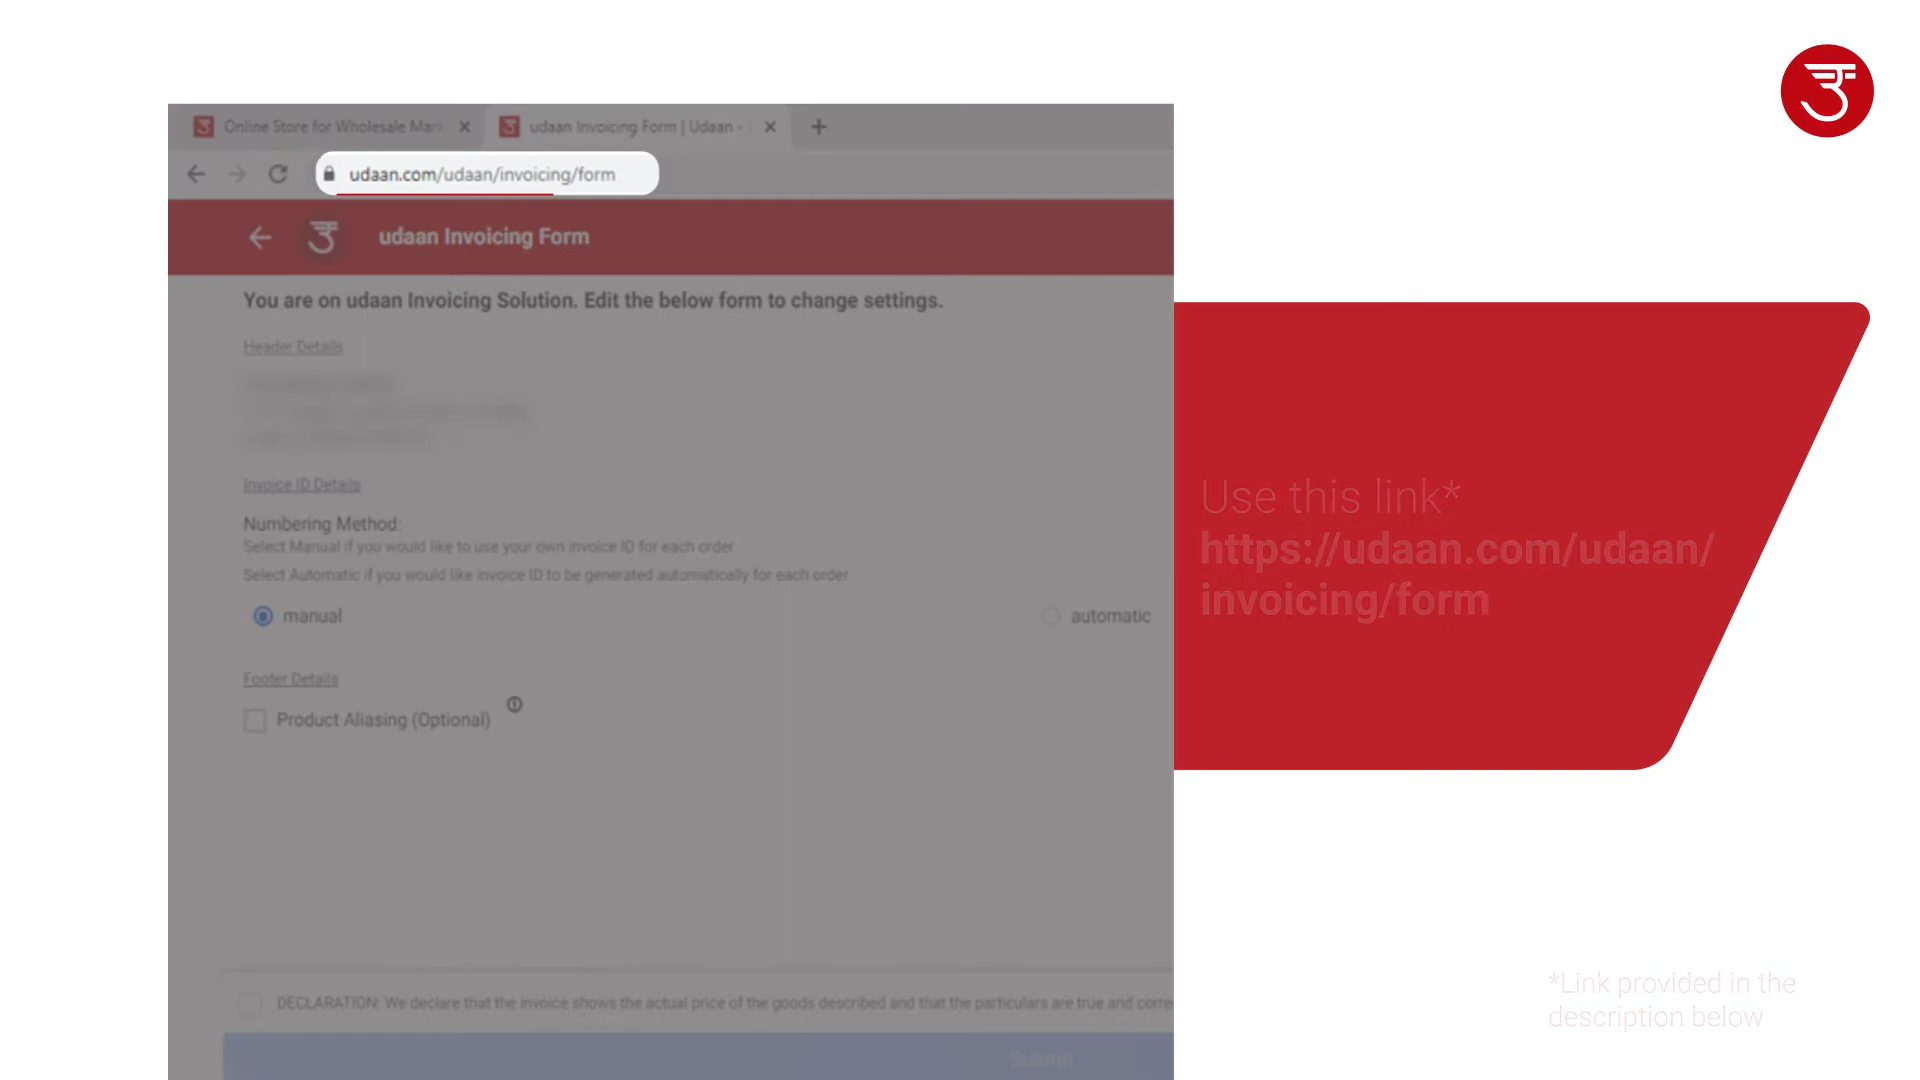 Online Store for Wholesale Mark
udaan Invoicing Form | Udaan -
udaan.com/udaan/invoicing/form
udaan Invoicing Form
You are on udaan Invoicing Solution. Edit the below form to change settings.
Header Details
Invoice ID Details
Numbering Method:
Select Manual if you would like to use your own invoice ID for each order
Select Automatic if you would like invoice ID to be generated automatically for each order
manual
automatic
Footer Details
Product Aliasing (Optional)
DECLARATION: We declare that the invoice shows the actual price of the goods described and that the particulars are true and corre
Submit
Use this link*
https://udaan.com/udaan/
invoicing/form
*Link provided in the
description below